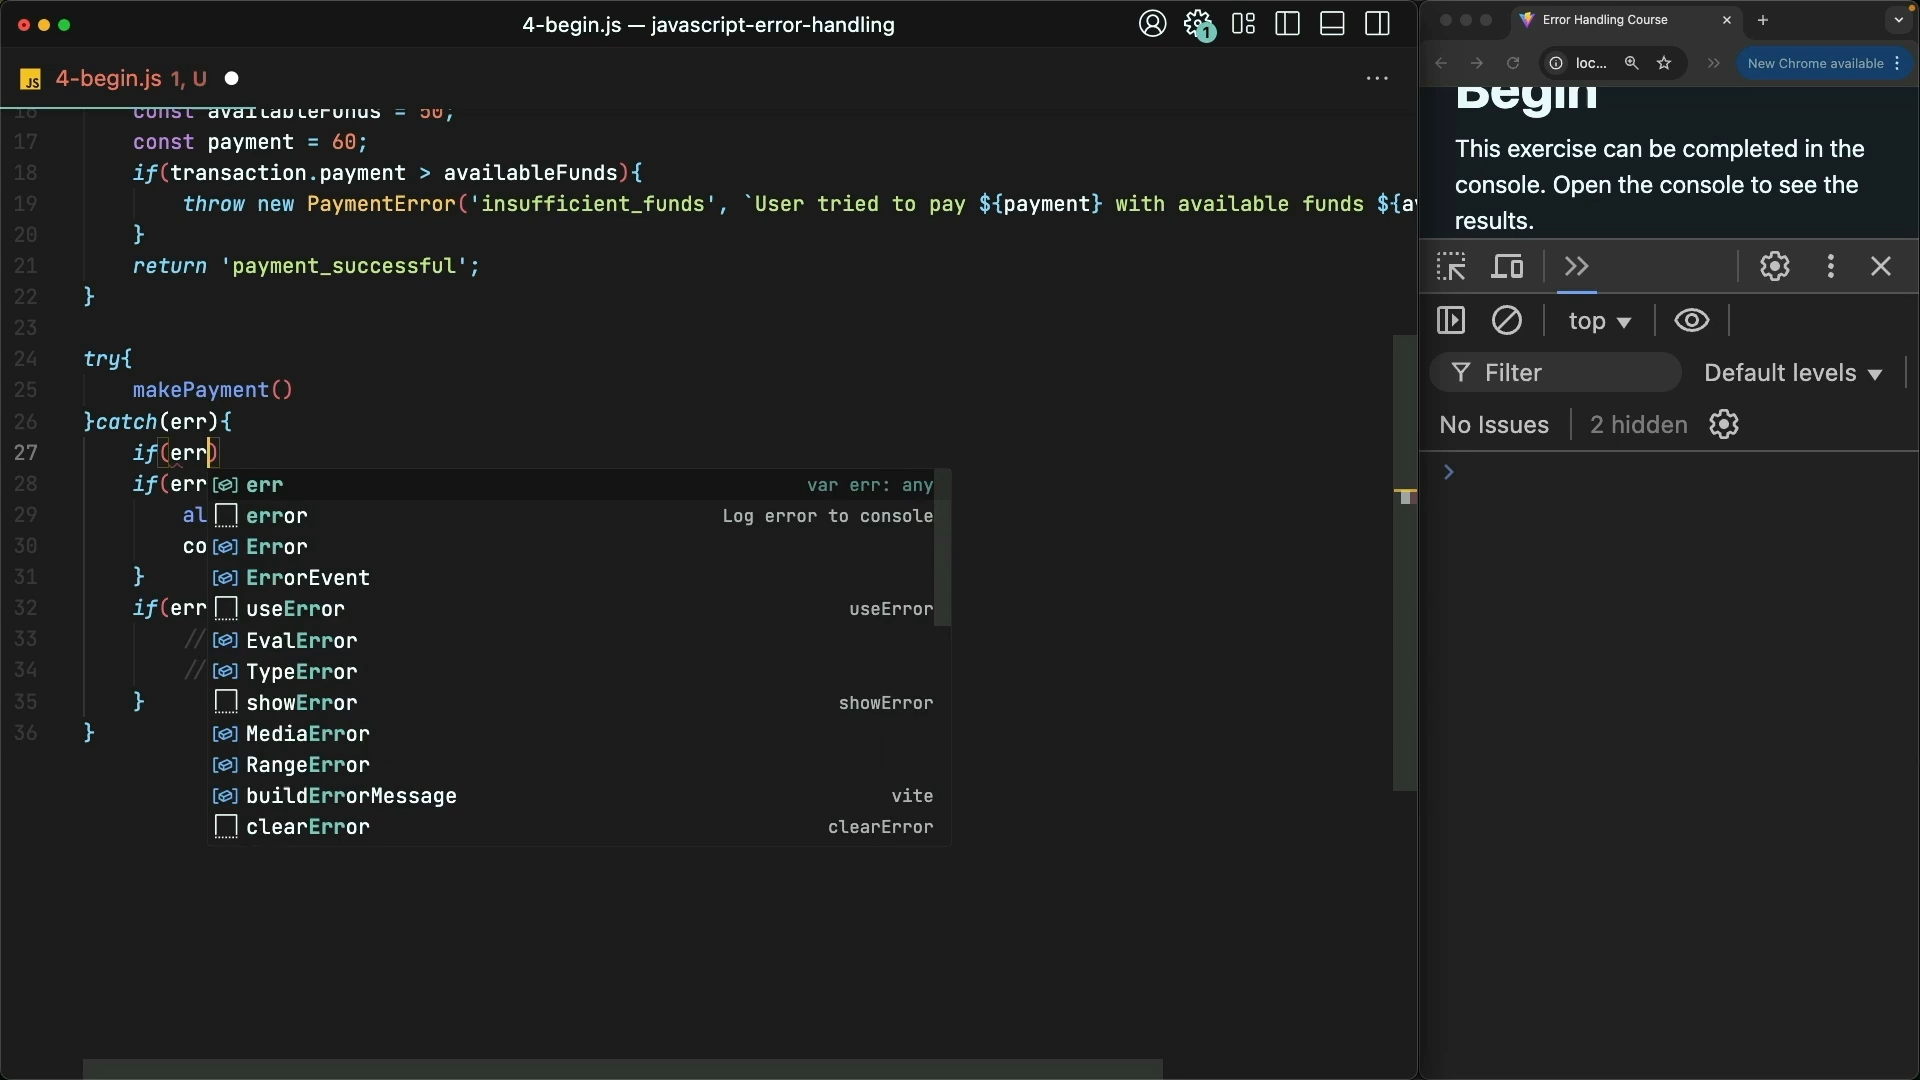 4-begin.js — javascript-error-handling
1
JS 4-begin.js 1, U
16 const availableFunds = 50;
17 const payment = 60;
18 if(transaction.payment > availableFunds){
19 throw new PaymentError('insufficient_funds', `User tried to pay ${payment} with available funds ${a
20 }
21 return 'payment_successful';
22 }
23
24 try{
25 makePayment()
26 }catch(err){
27 if(err)
28 if(err
29 al
30 co
31 }
32 if(err
33 //
34 //
35 }
36 }
err var err: any
error Log error to console
Error
ErrorEvent
useError useError
EvalError
TypeError
showError showError
MediaError
RangeError
buildErrorMessage vite
clearError clearError
Error Handling Course
loc...
New Chrome available
Begin
This exercise can be completed in the
console. Open the console to see the
results.
top
Filter
Default levels
No Issues
2 hidden